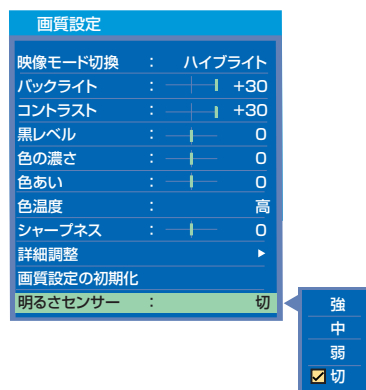 画質設定
映像モード切換 : ハイブライト
バックライト : +30
コントラスト : +30
黒レベル : 0
色の濃さ : 0
色あい : 0
色温度 : 高
シャープネス : 0
詳細調整
画質設定の初期化
明るさセンサー : 切
強
中
弱
切